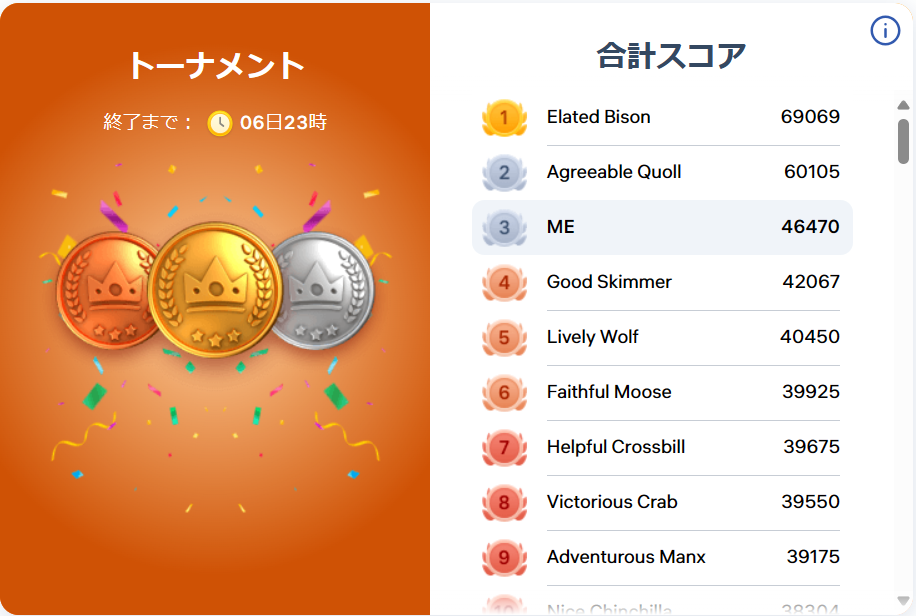 トーナメント
終了まで： 06日23時
合計スコア
1 Elated Bison 69069
2 Agreeable Quoll 60105
3 ME 46470
4 Good Skimmer 42067
5 Lively Wolf 40450
6 Faithful Moose 39925
7 Helpful Crossbill 39675
8 Victorious Crab 39550
9 Adventurous Manx 39175
10 Nice Chinchilla 38304